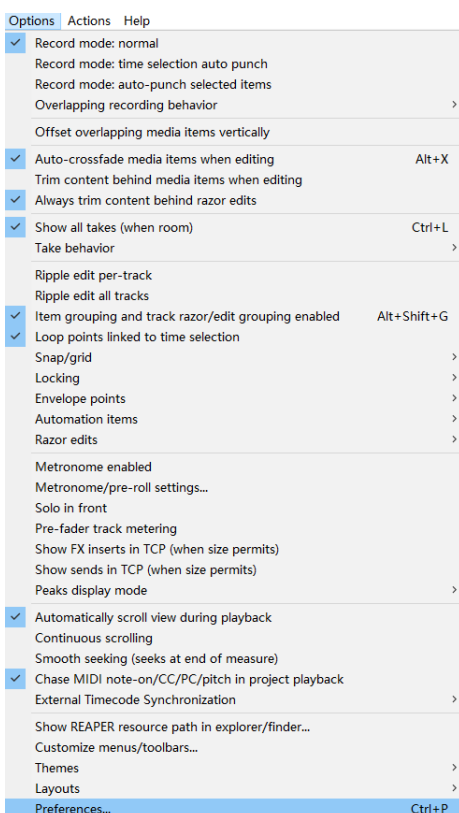 Options Actions Help
Record mode: normal
Record mode: time selection auto punch
Record mode: auto-punch selected items
Overlapping recording behavior
Offset overlapping media items vertically
Auto-crossfade media items when editing Alt+X
Trim content behind media items when editing
Always trim content behind razor edits
Show all takes (when room) Ctrl+L
Take behavior
Ripple edit per-track
Ripple edit all tracks
Item grouping and track razor/edit grouping enabled Alt+Shift+G
Loop points linked to time selection
Snap/grid
Locking
Envelope points
Automation items
Razor edits
Metronome enabled
Metronome/pre-roll settings...
Solo in front
Pre-fader track metering
Show FX inserts in TCP (when size permits)
Show sends in TCP (when size permits)
Peaks display mode
Automatically scroll view during playback
Continuous scrolling
Smooth seeking (seeks at end of measure)
Chase MIDI note-on/CC/PC/pitch in project playback
External Timecode Synchronization
Show REAPER resource path in explorer/finder...
Customize menus/toolbars...
Themes
Layouts
Preferences... Ctrl+P